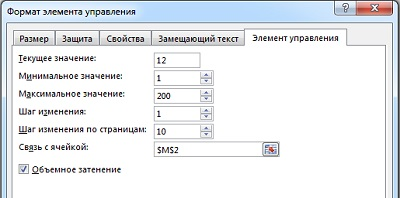 Формат элемента управления
Размер Защита Свойства Замещающий текст Элемент управления
Текущее значение: 12
Минимальное значение: 1
Максимальное значение: 200
Шаг изменения: 1
Шаг изменения по страницам: 10
Связь с ячейкой: $M$2
Объемное затенение